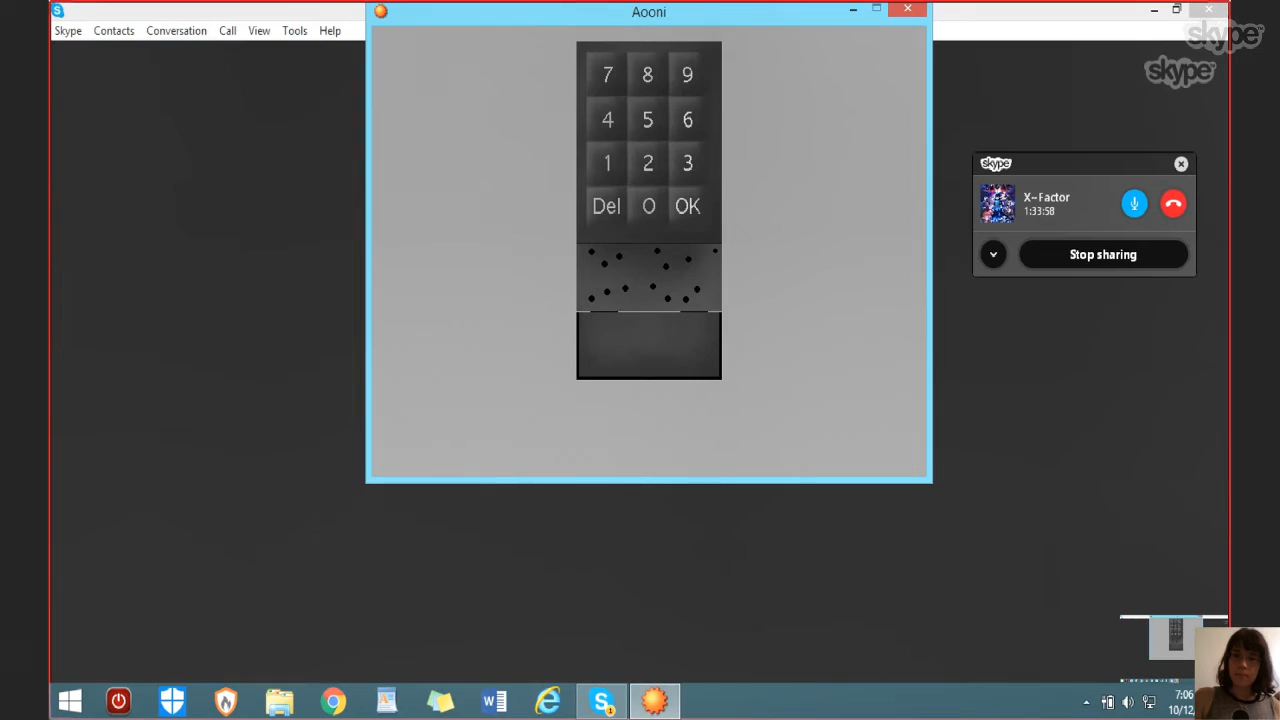 Aooni
skype
skype
Skype Contacts Conversation Call View Tools Help
7 8 9
4 5 6
1 2 3
Del 0 OK
skype
X~Factor
1:33:58
Stop sharing
7:06
10/12,